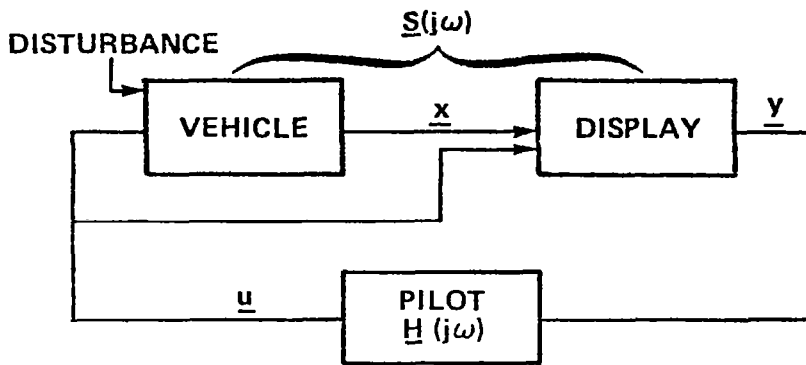 S(jω)
DISTURBANCE
VEHICLE
x
DISPLAY
y
u
PILOT
H (jω)